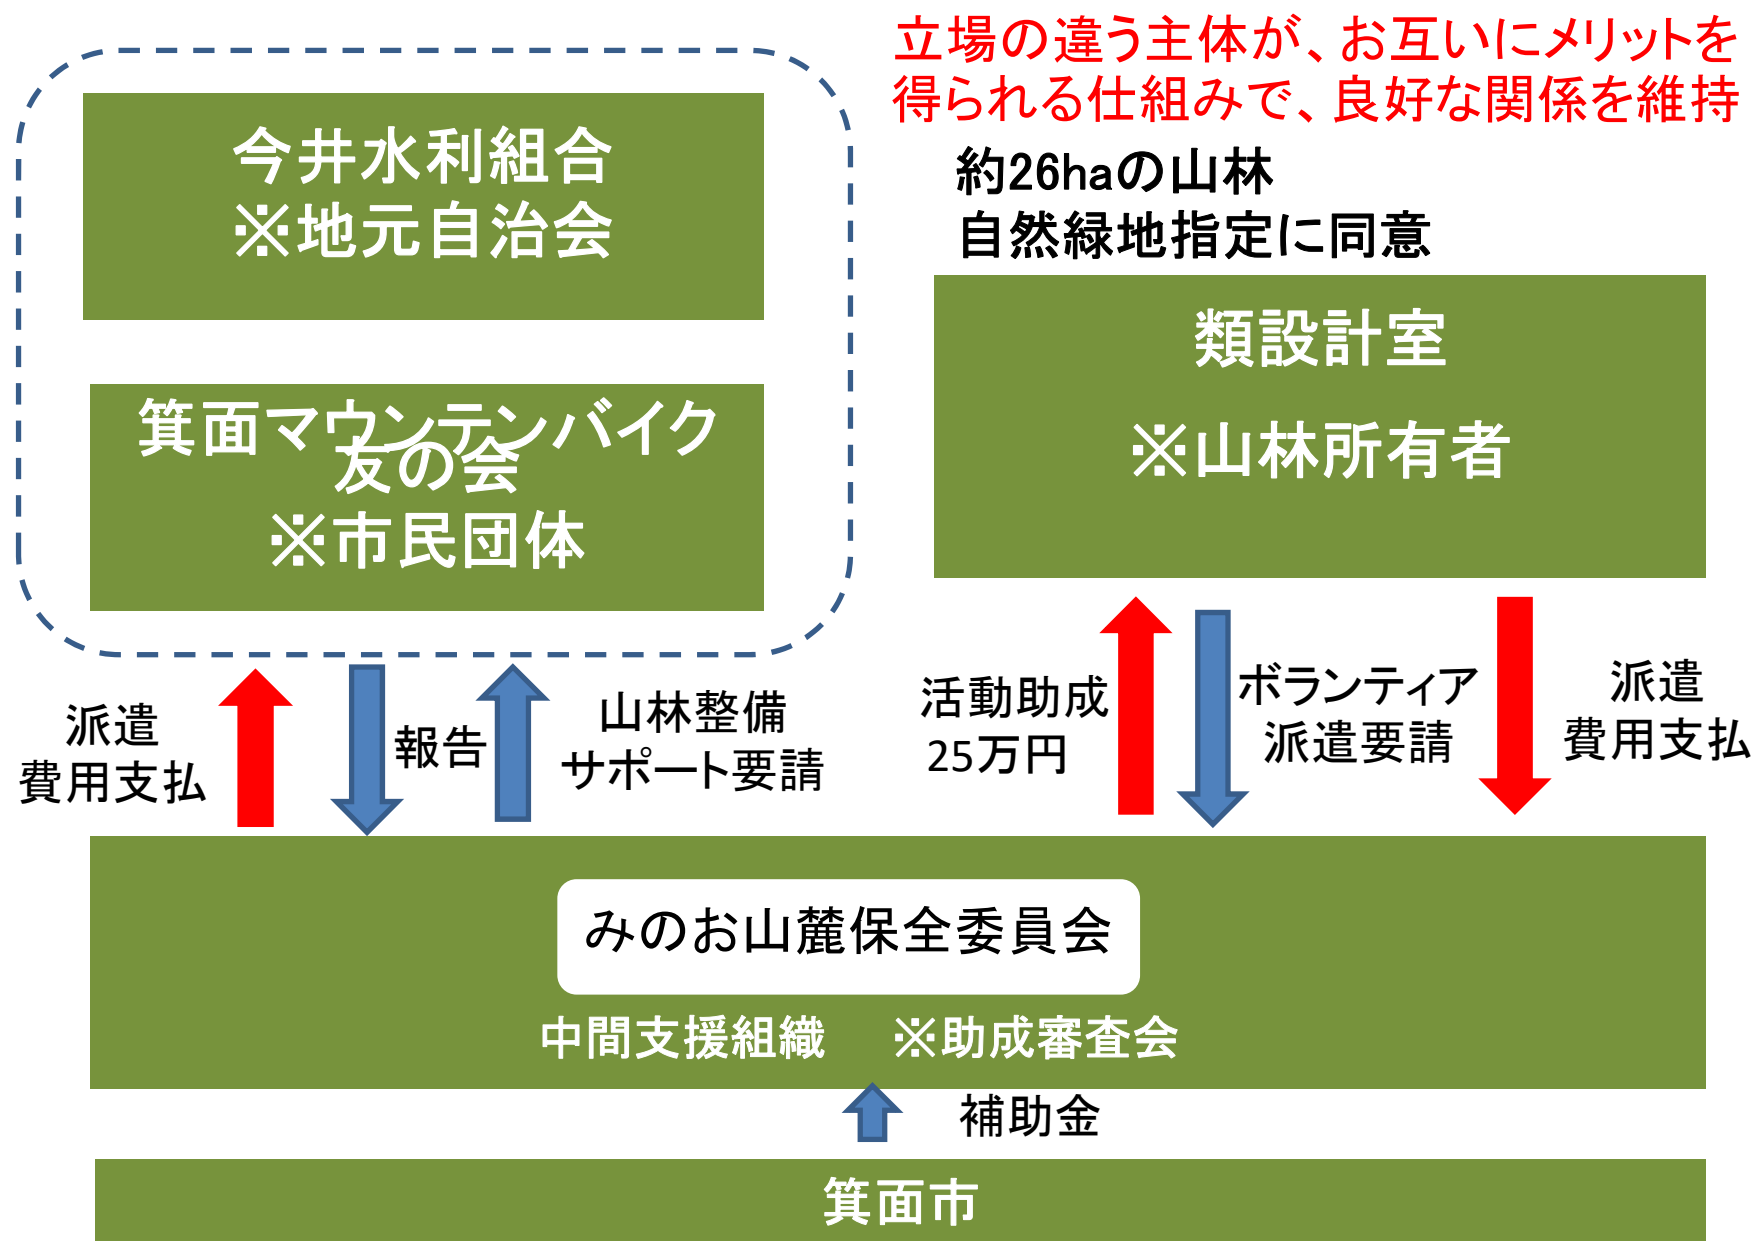 立場の違う主体が、お互いにメリットを
得られる仕組みで、良好な関係を維持
今井水利組合
※地元自治会
箕面マウンテンバイク
友の会
※市民団体
約26haの山林
自然緑地指定に同意
類設計室
※山林所有者
派遣
費用支払
報告
山林整備
サポート要請
活動助成
25万円
ボランティア
派遣要請
派遣
費用支払
みのお山麓保全委員会
中間支援組織　※助成審査会
補助金
箕面市